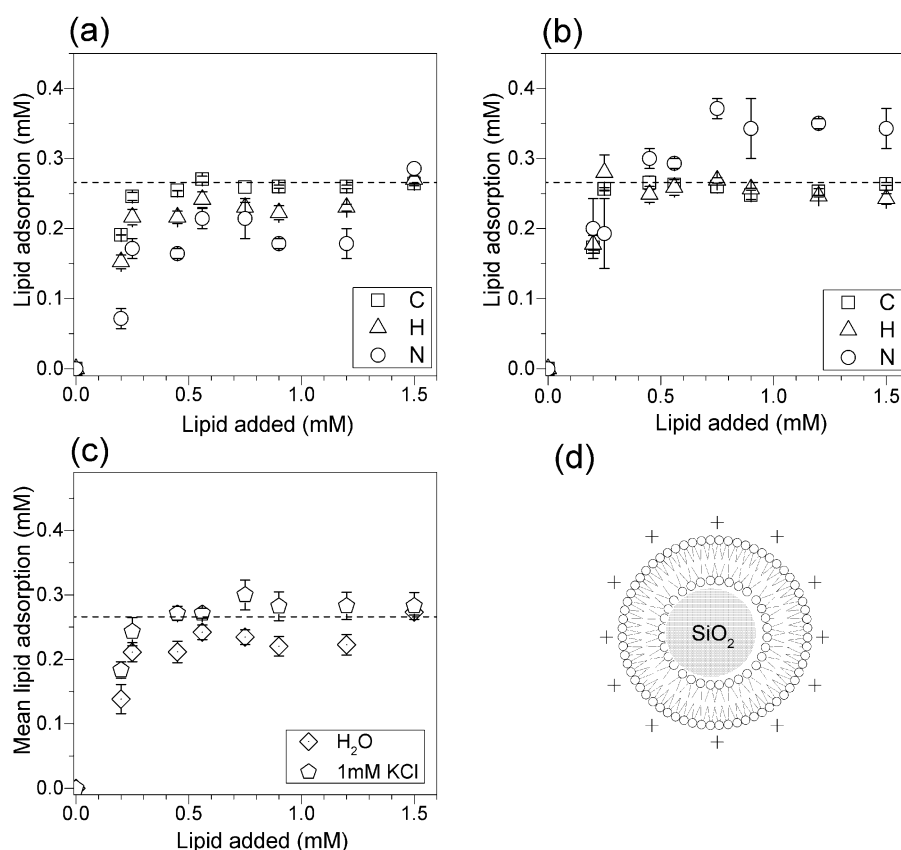 (a)
Lipid adsorption (mM)
0.4
0.3
0.2
0.1
0.0
C
H
N
0.0 0.5 1.0 1.5
Lipid added (mM)
(b)
Lipid adsorption (mM)
0.4
0.3
0.2
0.1
0.0
C
H
N
0.0 0.5 1.0 1.5
Lipid added (mM)
(c)
Mean lipid adsorption (mM)
0.4
0.3
0.2
0.1
0.0
H₂O
1mM KCl
0.0 0.5 1.0 1.5
Lipid added (mM)
(d)
+ + + + + + + + + + + +
SiO₂